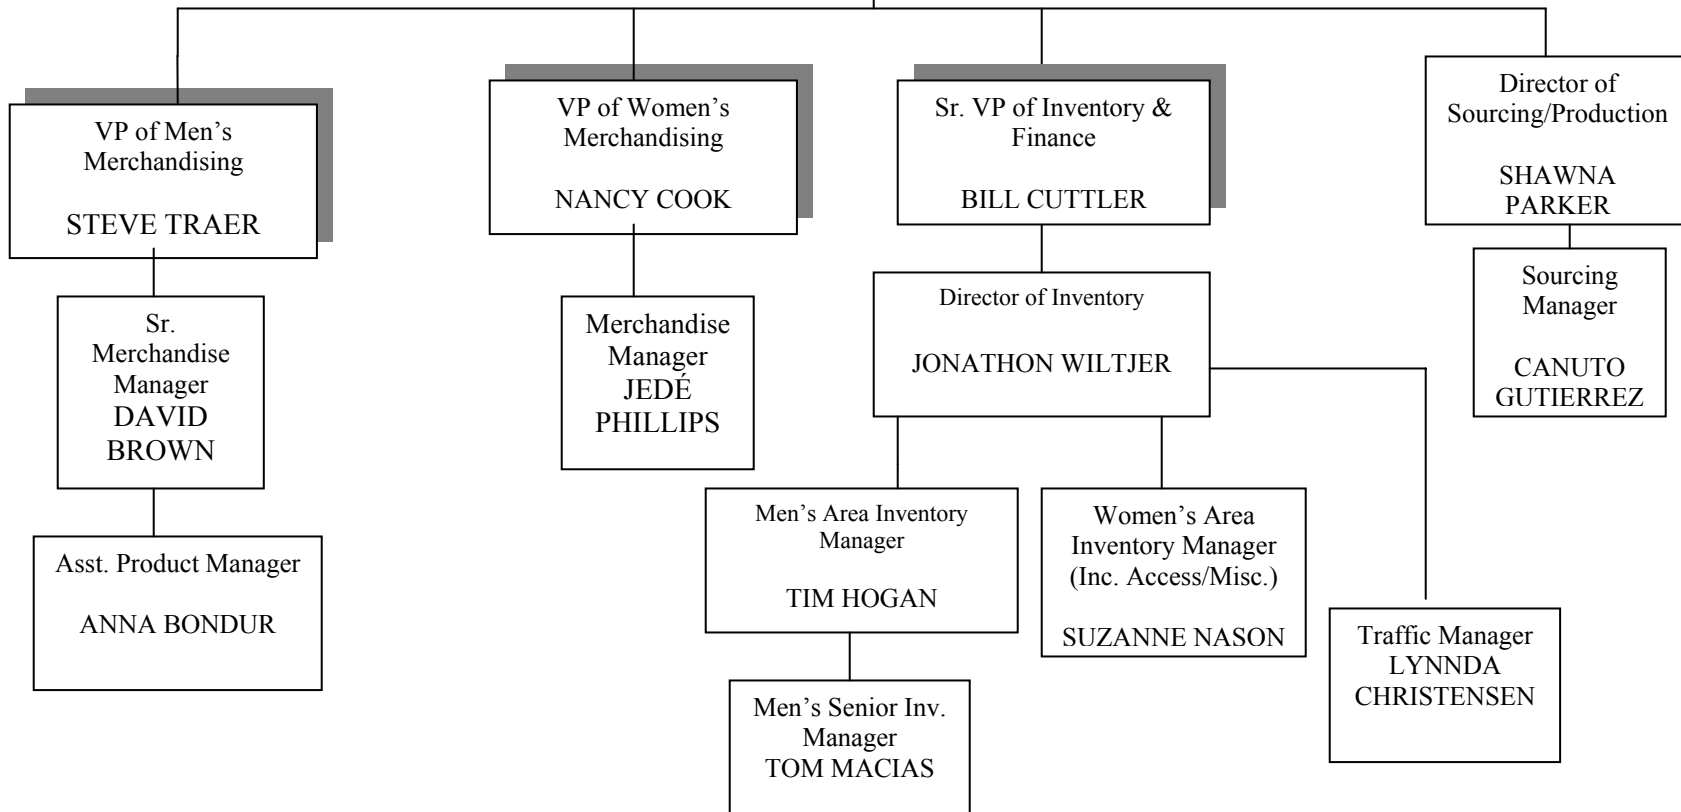 VP of Men’s
Merchandising
STEVE TRAER
VP of Women’s
Merchandising
NANCY COOK
Sr. VP of Inventory &
Finance
BILL CUTTLER
Director of
Sourcing/Production
SHAWNA
PARKER
Sr.
Merchandise
Manager
DAVID
BROWN
Merchandise
Manager
JEDÉ
PHILLIPS
Director of Inventory
JONATHON WILTJER
Sourcing
Manager
CANUTO
GUTIERREZ
Asst. Product Manager
ANNA BONDUR
Men’s Area Inventory
Manager
TIM HOGAN
Women’s Area
Inventory Manager
(Inc. Access/Misc.)
SUZANNE NASON
Traffic Manager
LYNNDA
CHRISTENSEN
Men’s Senior Inv.
Manager
TOM MACIAS